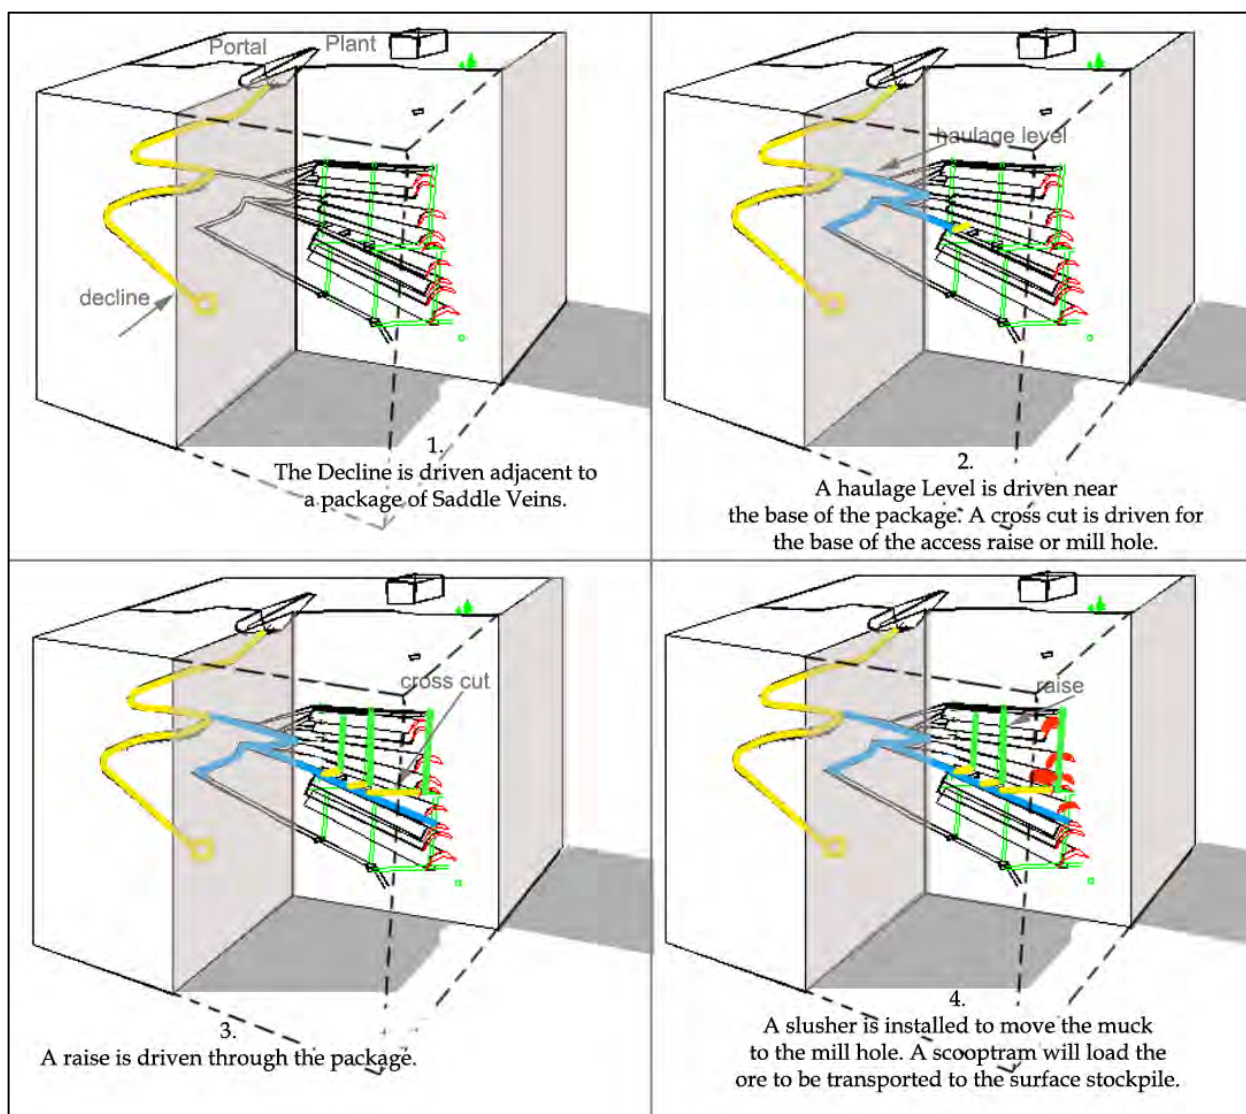 Portal Plant
decline
1.
The Decline is driven adjacent to
a package of Saddle Veins.
haulage level
2.
A haulage Level is driven near
the base of the package. A cross cut is driven for
the base of the access raise or mill hole.
cross cut
3.
A raise is driven through the package.
raise
4.
A slusher is installed to move the muck
to the mill hole. A scooptram will load the
ore to be transported to the surface stockpile.